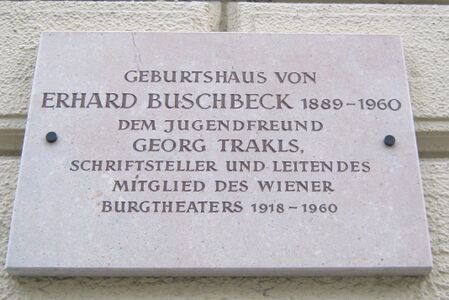 GEBURTSHAUS VON
ERHARD BUSCHBECK 1889-1960
DEM JUGENDFREUND
GEORG TRAKLS,
SCHRIFTSTELLER UND LEITENDES
MITGLIED DES WIENER
BURGTHEATERS 1918-1960